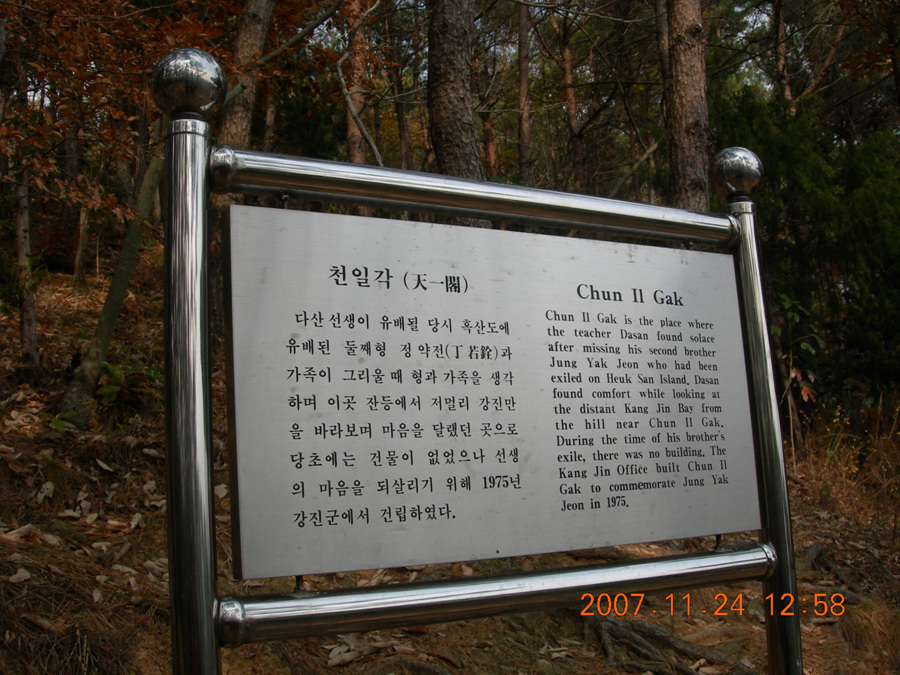 천일각 (天一閣)
다산선생이 유배될 당시 흑산도에
유배된 둘째형 정약전(丁若銓)과
가족이 그리울 때 형과 가족을 생각
하며 이곳 잔등에서 저멀리 강진만
을 바라보며 마음을 달랬던 곳으로
당초에는 건물이 없었으나 선생
의 마음을 되살리기 위해 1975년
강진군에서 건립하였다.
Chun Il Gak
Chun Il Gak is the place where
the teacher Dasan found solace
after missing his second brother
Jung Yak Jeon who had been
exiled on Heuk San Island. Dasan
found comfort while looking at
the distant Kang Jin Bay from
the hill near Chun Il Gak.
During the time of his brother's
exile, there was no building. The
Kang Jin Office built Chun Il
Gak to commemorate Jung Yak
Jeon in 1975.
2007.11.24 12:58